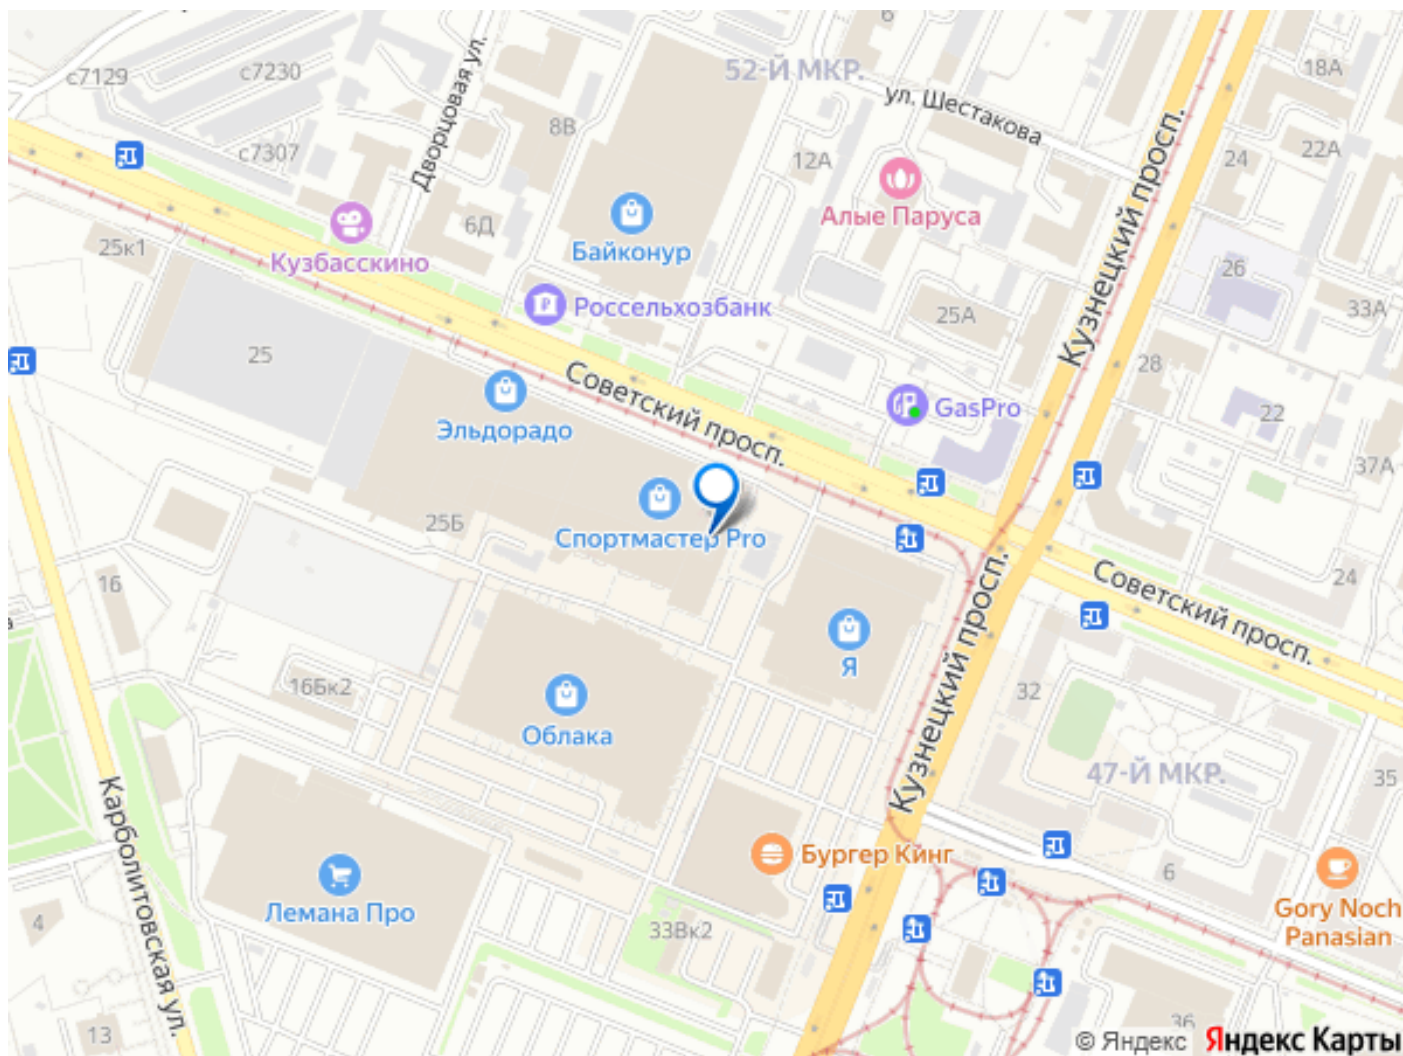 6
52-Й МКР.
18А
с7129
с7230
Дворцовая ул.
ул. Шестакова
8В
с7307
12А
24
22А
Кузнецкий просп.
Алые Паруса
6Д
25к1
Кузбасскино
Байконур
26
Россельхозбанк
25А
33А
25
28
Советский просп.
GasPro
22
Эльдорадо
37А
25Б
Спортмастер Pro
16
Кузнецкий просп.
Советский просп.
24
Я
16Бк2
32
Облака
47-Й МКР.
35
Карболитовская ул.
Бургер Кинг
6
Лемана Про
4
33Вк2
Gory Noch
Panasian
13
36
© Яндекс
Яндекс Карты